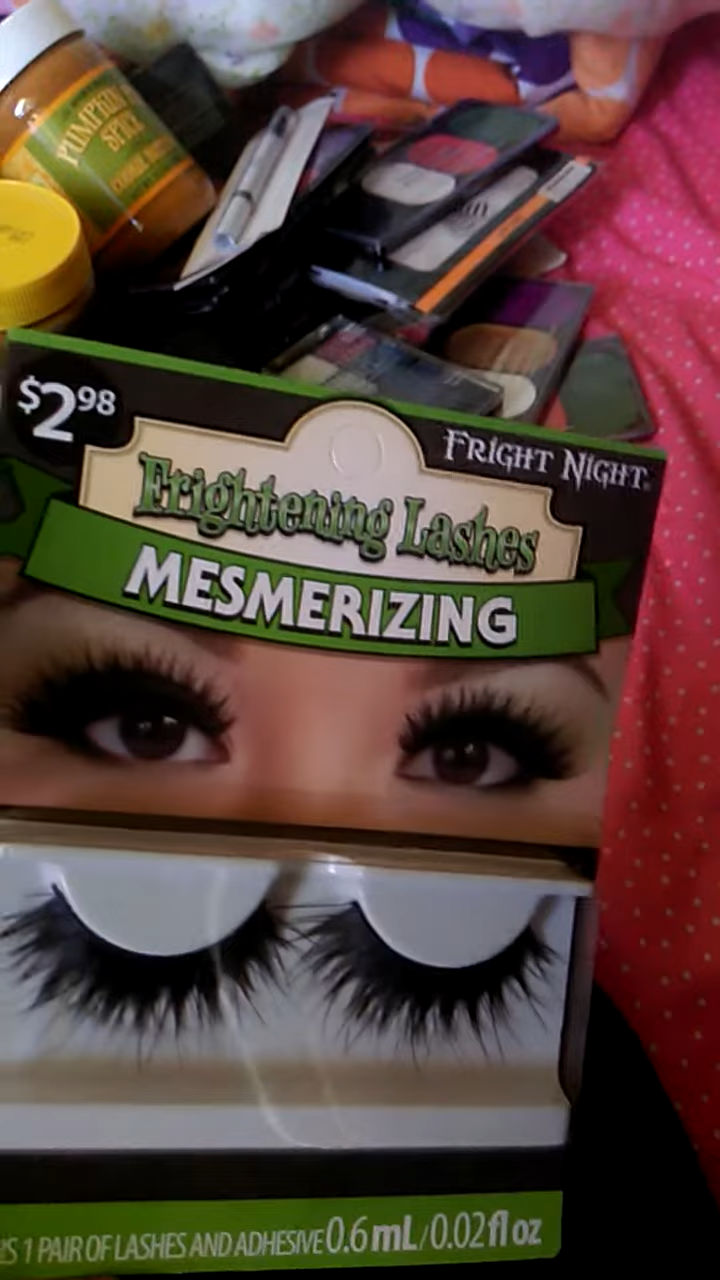 PUMPKIN
SPICE
$2.98
FRIGHT NIGHT
Frightening Lashes
MESMERIZING
1 PAIR OF LASHES AND ADHESIVE 0.6 mL/0.02 fl oz